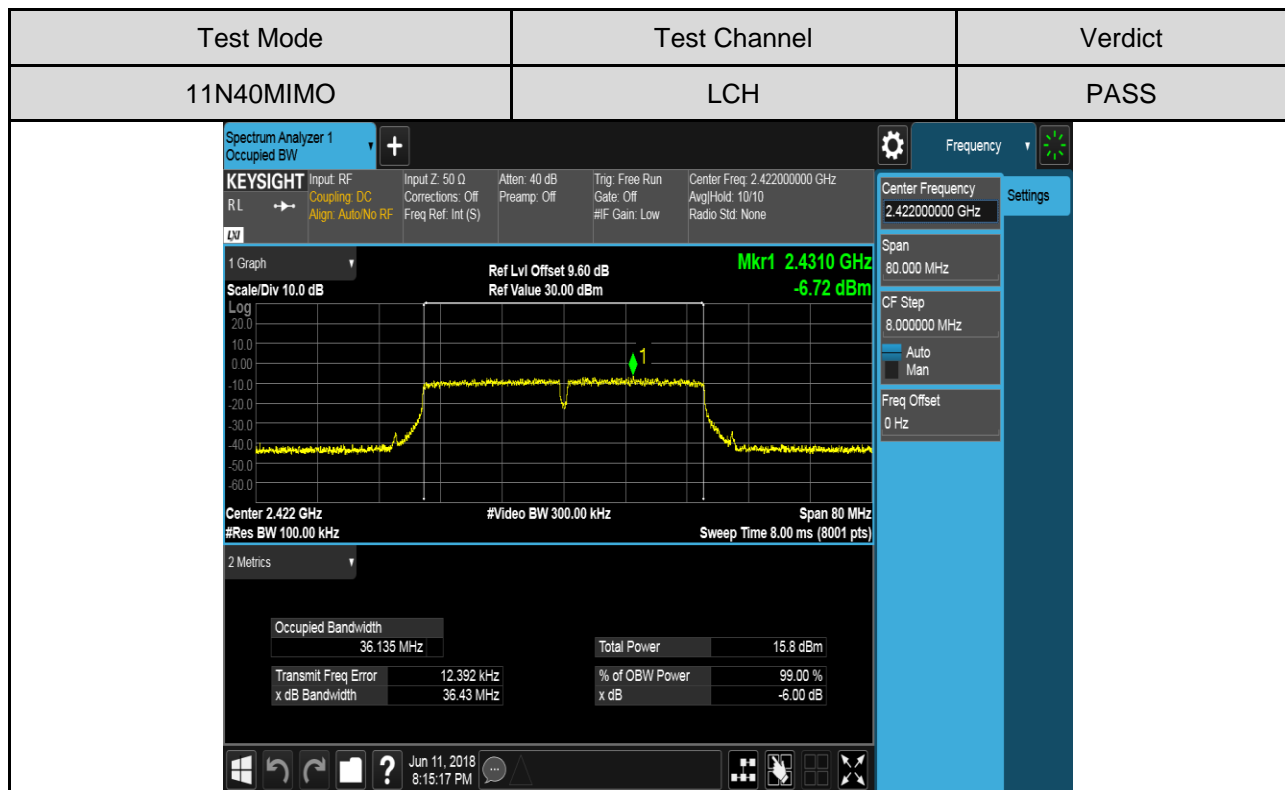 Test Mode Test Channel Verdict
11N40MIMO LCH PASS
Spectrum Analyzer 1
Occupied BW
+
Frequency
KEYSIGHT
RL
LXI
Input: RF
Coupling: DC
Align: Auto/No RF
Input Z: 50 Ω
Corrections: Off
Freq Ref: Int (S)
Atten: 40 dB
Preamp: Off
Trig: Free Run
Gate: Off
#IF Gain: Low
Center Freq: 2.422000000 GHz
Avg|Hold: 10/10
Radio Std: None
Center Frequency
2.422000000 GHz
Settings
Span
80.000 MHz
CF Step
8.000000 MHz
Auto
Man
Freq Offset
0 Hz
1 Graph
Scale/Div 10.0 dB
Ref Lvl Offset 9.60 dB
Ref Value 30.00 dBm
Mkr1 2.4310 GHz
-6.72 dBm
Log
20.0
10.0
0.00
-10.0
-20.0
-30.0
-40.0
-50.0
-60.0
1
Center 2.422 GHz #Video BW 300.00 kHz Span 80 MHz
#Res BW 100.00 kHz Sweep Time 8.00 ms (8001 pts)
2 Metrics
Occupied Bandwidth
36.135 MHz
Total Power 15.8 dBm
Transmit Freq Error 12.392 kHz
% of OBW Power 99.00 %
x dB Bandwidth 36.43 MHz
x dB -6.00 dB
?
Jun 11, 2018
8:15:17 PM